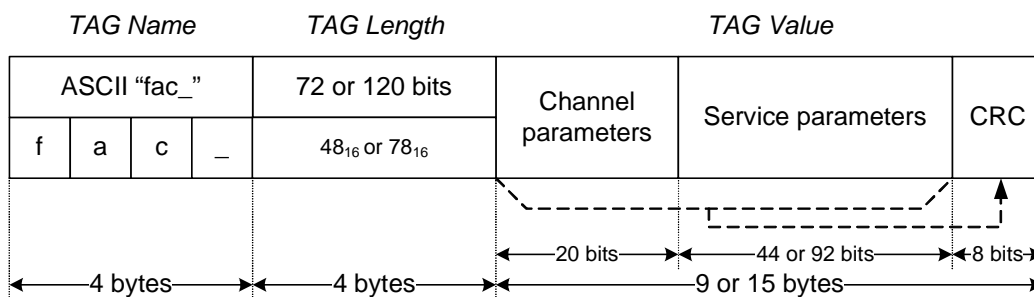 TAG Name TAG Length TAG Value
ASCII “fac_” 72 or 120 bits
Channel parameters Service parameters CRC
f a c _ 48₁₆ or 78₁₆
20 bits 44 or 92 bits 8 bits
4 bytes 4 bytes 9 or 15 bytes